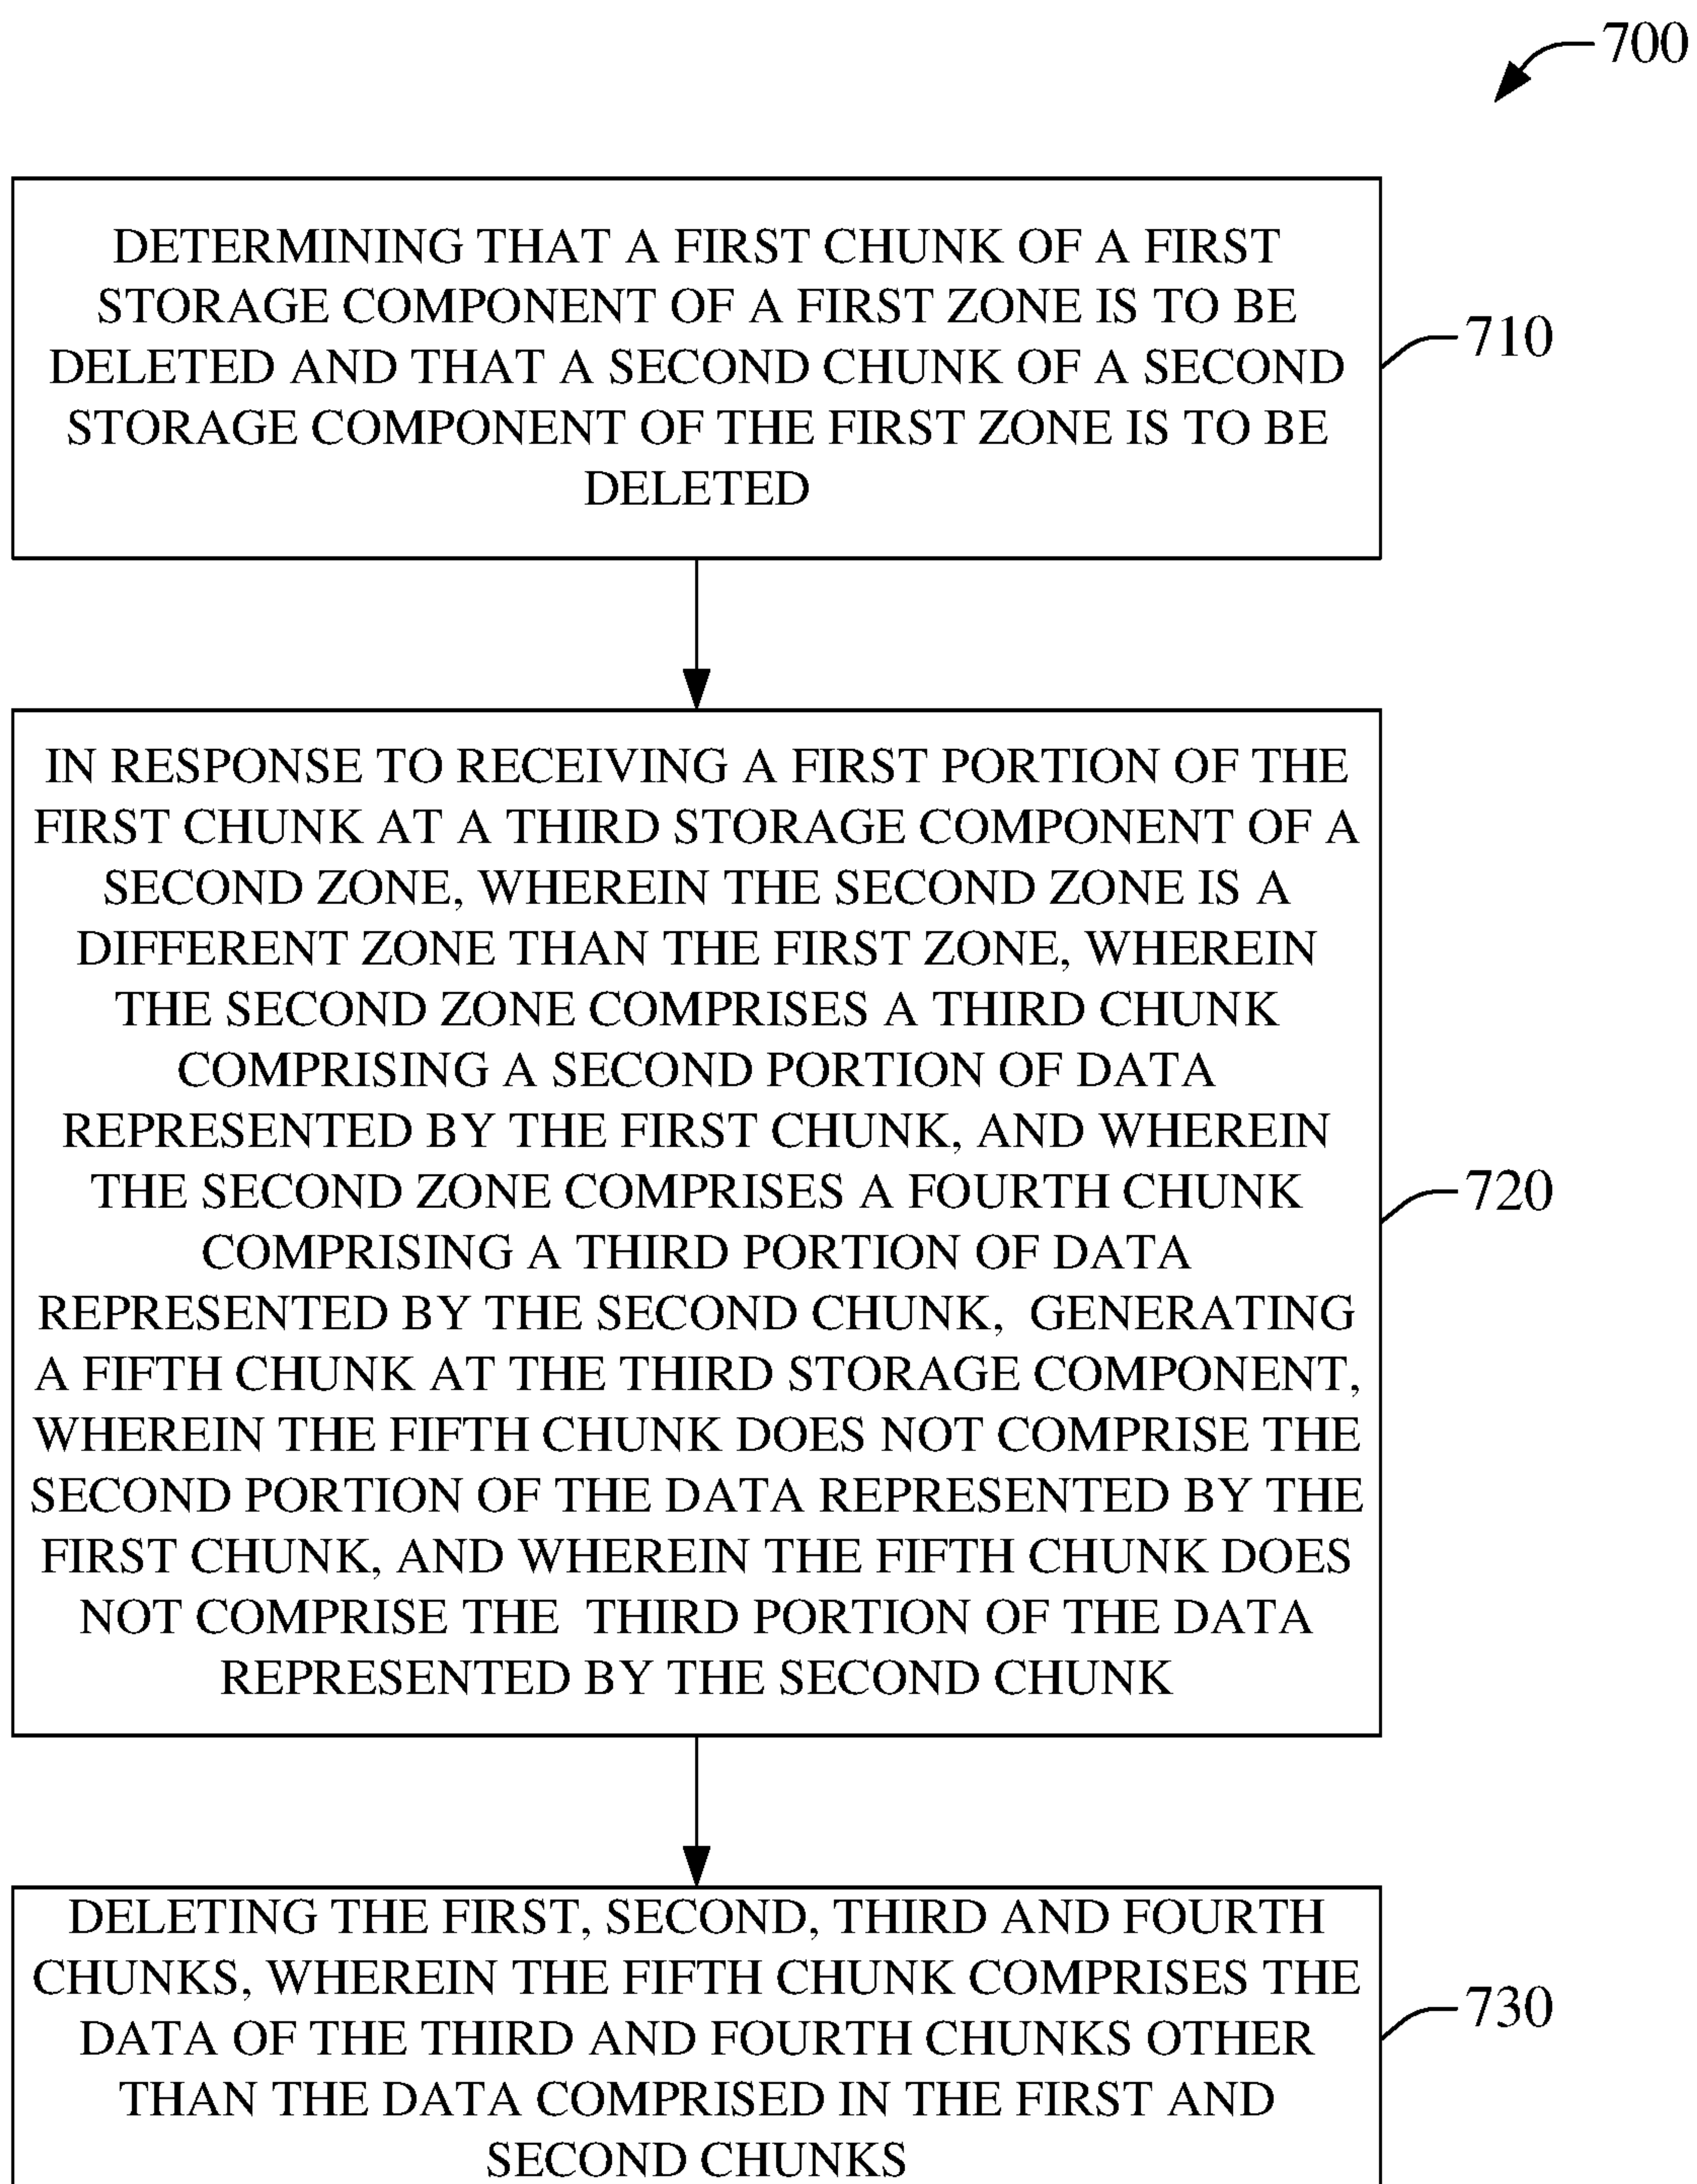 700
DETERMINING THAT A FIRST CHUNK OF A FIRST
STORAGE COMPONENT OF A FIRST ZONE IS TO BE
DELETED AND THAT A SECOND CHUNK OF A SECOND
STORAGE COMPONENT OF THE FIRST ZONE IS TO BE
DELETED
710
IN RESPONSE TO RECEIVING A FIRST PORTION OF THE
FIRST CHUNK AT A THIRD STORAGE COMPONENT OF A
SECOND ZONE, WHEREIN THE SECOND ZONE IS A
DIFFERENT ZONE THAN THE FIRST ZONE, WHEREIN
THE SECOND ZONE COMPRISES A THIRD CHUNK
COMPRISING A SECOND PORTION OF DATA
REPRESENTED BY THE FIRST CHUNK, AND WHEREIN
THE SECOND ZONE COMPRISES A FOURTH CHUNK
COMPRISING A THIRD PORTION OF DATA
REPRESENTED BY THE SECOND CHUNK, GENERATING
A FIFTH CHUNK AT THE THIRD STORAGE COMPONENT,
WHEREIN THE FIFTH CHUNK DOES NOT COMPRISE THE
SECOND PORTION OF THE DATA REPRESENTED BY THE
FIRST CHUNK, AND WHEREIN THE FIFTH CHUNK DOES
NOT COMPRISE THE THIRD PORTION OF THE DATA
REPRESENTED BY THE SECOND CHUNK
720
DELETING THE FIRST, SECOND, THIRD AND FOURTH
CHUNKS, WHEREIN THE FIFTH CHUNK COMPRISES THE
DATA OF THE THIRD AND FOURTH CHUNKS OTHER
THAN THE DATA COMPRISED IN THE FIRST AND
SECOND CHUNKS
730